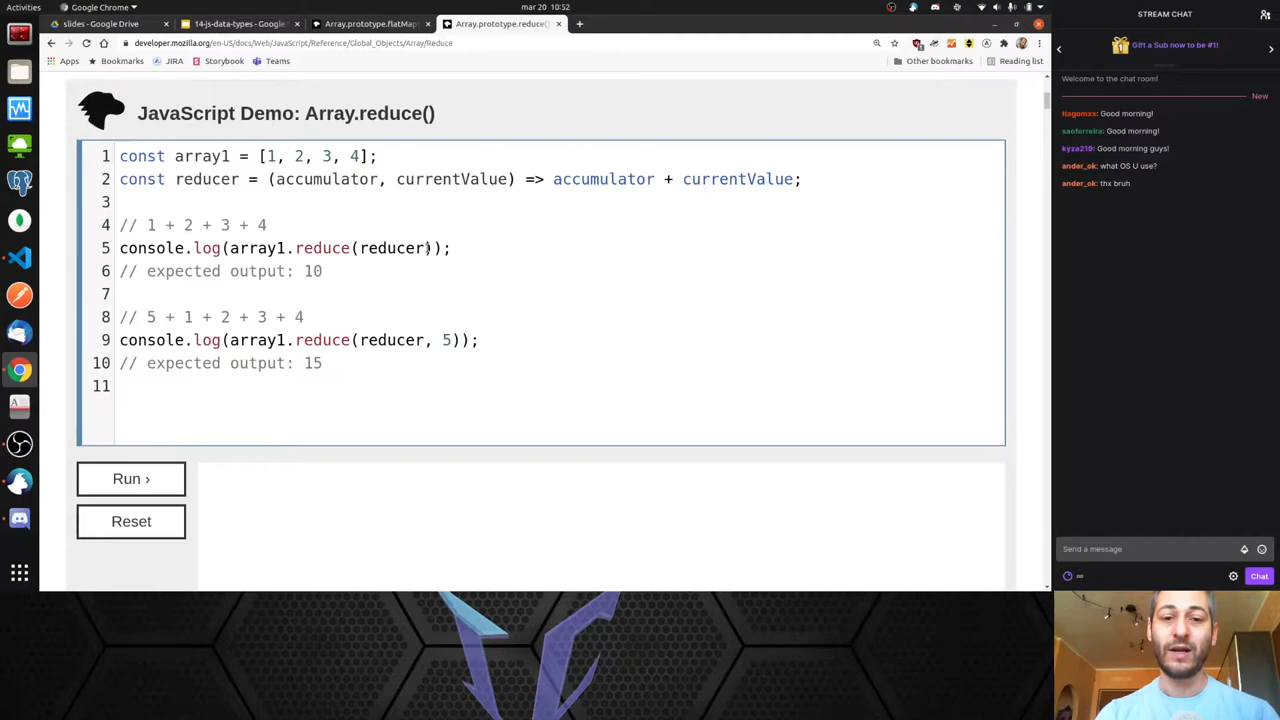 Activities
Google Chrome
mar 20 10:52
slides - Google Drive
14-js-data-types - Google
Array.prototype.flatMap
Array.prototype.reduce()
developer.mozilla.org/en-US/docs/Web/JavaScript/Reference/Global_Objects/Array/Reduce
Apps
Bookmarks
JIRA
Storybook
Teams
Other bookmarks
Reading list
JavaScript Demo: Array.reduce()
1 const array1 = [1, 2, 3, 4];
2 const reducer = (accumulator, currentValue) => accumulator + currentValue;
3
4 // 1 + 2 + 3 + 4
5 console.log(array1.reduce(reducer));
6 // expected output: 10
7
8 // 5 + 1 + 2 + 3 + 4
9 console.log(array1.reduce(reducer, 5));
10 // expected output: 15
11
Run ›
Reset
STREAM CHAT
Gift a Sub now to be #1!
Welcome to the chat room!
New
tiagomxx: Good morning!
saoferreira: Good morning!
kyza219: Good morning guys!
ander_ok: what OS U use?
ander_ok: thx bruh
Send a message
∞
Chat